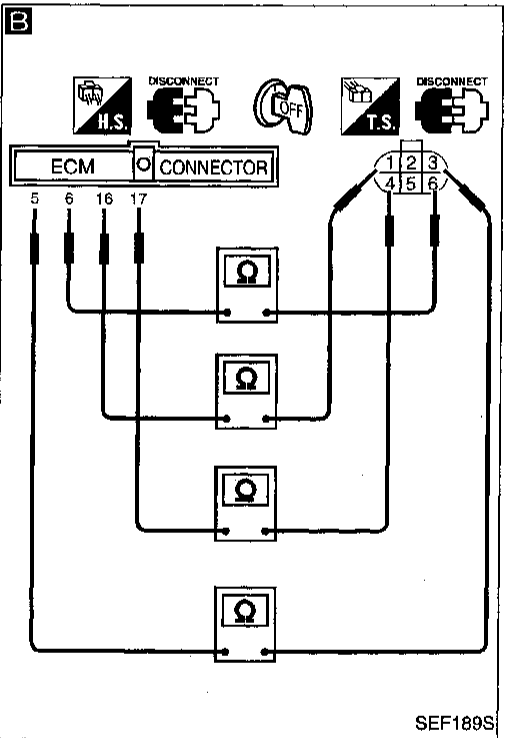 B
DISCONNECT
DISCONNECT
H.S.
OFF
T.S.
ECM CONNECTOR
1 2 3
4 5 6
5 6 16 17
Ω
Ω
Ω
Ω
SEF189S